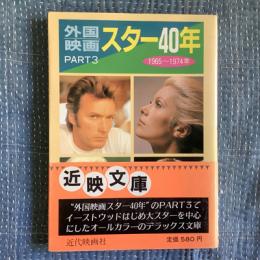 外国
映画
スター40年
PART3
1965〜1974年
近映文庫
“外国映画スター40年”のPART3で
イーストウッドはじめ大スターを中心
にしたオールカラーのデラックス文庫
近代映画社
定価580円